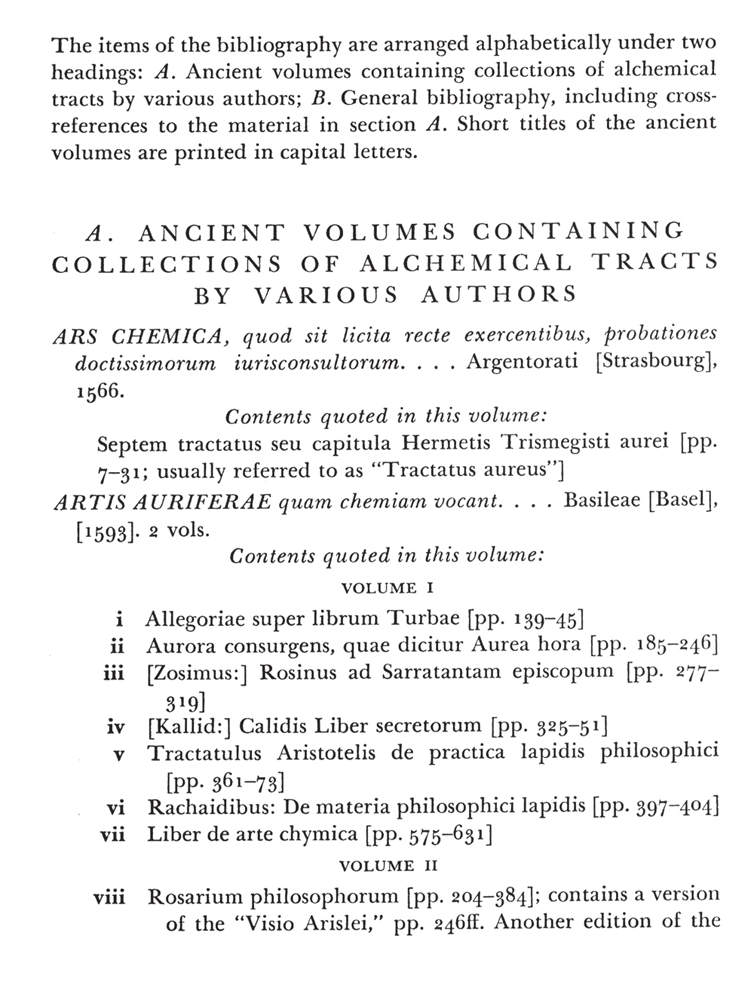 The items of the bibliography are arranged alphabetically under two
headings: A. Ancient volumes containing collections of alchemical
tracts by various authors; B. General bibliography, including cross-
references to the material in section A. Short titles of the ancient
volumes are printed in capital letters.
A. ANCIENT VOLUMES CONTAINING
COLLECTIONS OF ALCHEMICAL TRACTS
BY VARIOUS AUTHORS
ARS CHEMICA, quod sit licita recte exercentibus, probationes
doctissimorum iurisconsultorum. . . . Argentorati [Strasbourg],
1566.
Contents quoted in this volume:
Septem tractatus seu capitula Hermetis Trismegisti aurei [pp.
7–31; usually referred to as “Tractatus aureus”]
ARTIS AURIFERAE quam chemiam vocant. . . . Basileae [Basel],
[1593]. 2 vols.
Contents quoted in this volume:
VOLUME I
i Allegoriae super librum Turbae [pp. 139–45]
ii Aurora consurgens, quae dicitur Aurea hora [pp. 185–246]
iii [Zosimus:] Rosinus ad Sarratantam episcopum [pp. 277–
319]
iv [Kallid:] Calidis Liber secretorum [pp. 325–51]
v Tractatulus Aristotelis de practica lapidis philosophici
[pp. 361–73]
vi Rachaidibus: De materia philosophici lapidis [pp. 397–404]
vii Liber de arte chymica [pp. 575–631]
VOLUME II
viii Rosarium philosophorum [pp. 204–384]; contains a version
of the “Visio Arislei,” pp. 246ff. Another edition of the